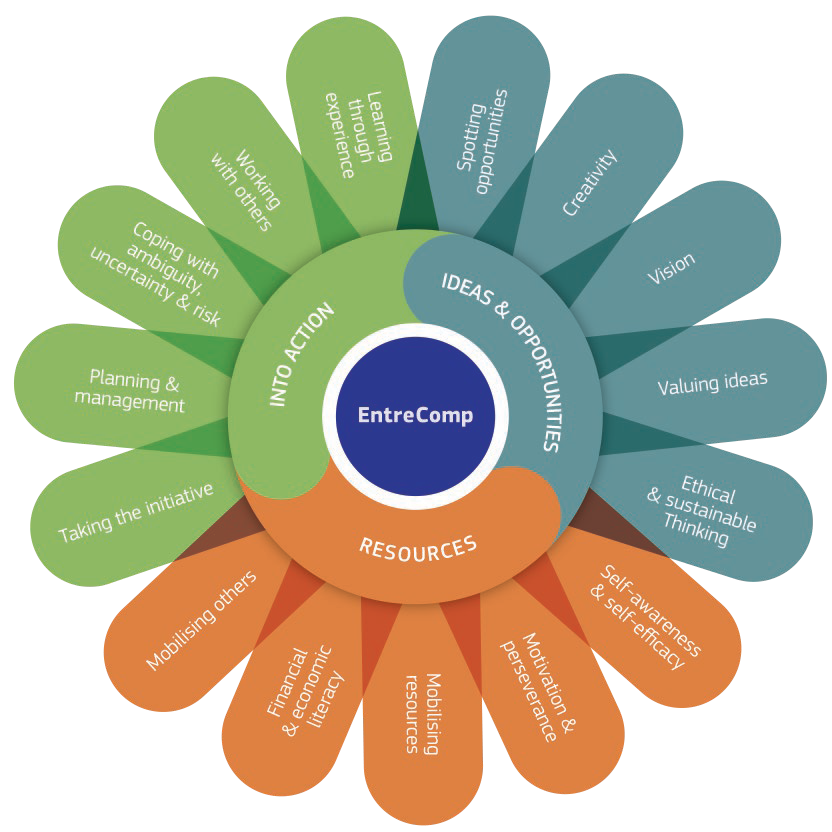 EntreComp
IDEAS & OPPORTUNITIES
Spotting
opportunities
Creativity
Vision
Valuing ideas
Ethical
& sustainable
Thinking
RESOURCES
Self-awareness
& self-efficacy
Motivation &
perseverance
Mobilising
resources
Financial
& economic
literacy
Mobilising others
INTO ACTION
Taking the initiative
Planning &
management
Coping with
ambiguity,
uncertainty & risk
Working
with others
Learning
through
experience